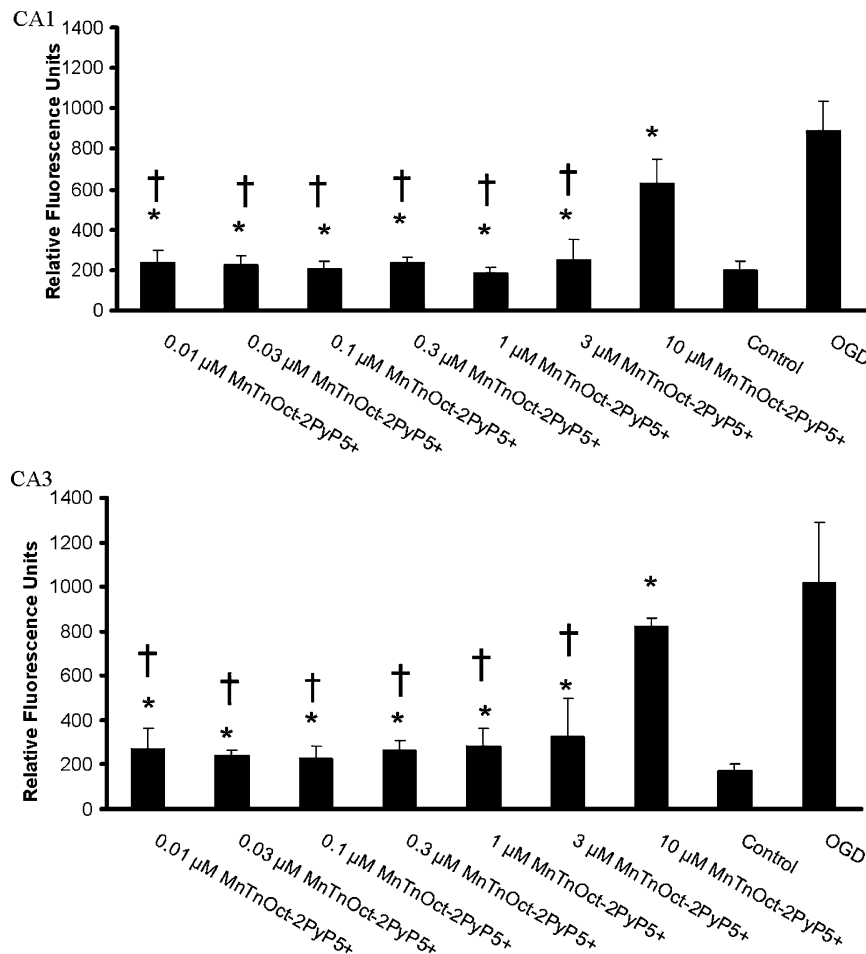 CA1
Relative Fluorescence Units
1400
1200
1000
800
600
400
200
0
†
†
†
†
†
†
*
*
*
*
*
*
*
0.01 µM MnTnOct-2PyP5+
0.03 µM MnTnOct-2PyP5+
0.1 µM MnTnOct-2PyP5+
0.3 µM MnTnOct-2PyP5+
1 µM MnTnOct-2PyP5+
3 µM MnTnOct-2PyP5+
10 µM MnTnOct-2PyP5+
Control
OGD
CA3
Relative Fluorescence Units
1400
1200
1000
800
600
400
200
0
†
†
†
†
†
†
*
*
*
*
*
*
*
0.01 µM MnTnOct-2PyP5+
0.03 µM MnTnOct-2PyP5+
0.1 µM MnTnOct-2PyP5+
0.3 µM MnTnOct-2PyP5+
1 µM MnTnOct-2PyP5+
3 µM MnTnOct-2PyP5+
10 µM MnTnOct-2PyP5+
Control
OGD